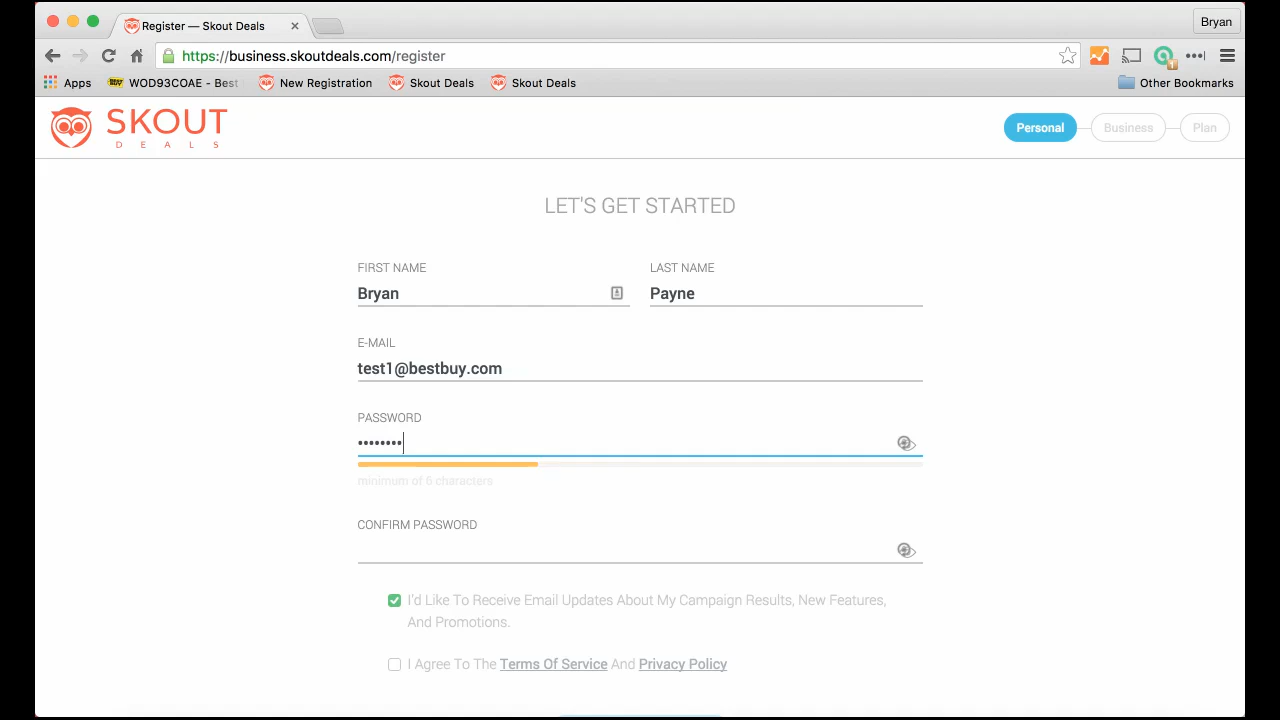 Register — Skout Deals
Bryan
https://business.skoutdeals.com/register
Apps
WOD93COAE - Best
New Registration
Skout Deals
Skout Deals
Other Bookmarks
SKOUT
DEALS
Personal
Business
Plan
LET'S GET STARTED
FIRST NAME
LAST NAME
Bryan
Payne
E-MAIL
test1@bestbuy.com
PASSWORD
••••••••
minimum of 6 characters
CONFIRM PASSWORD
I'd Like To Receive Email Updates About My Campaign Results, New Features,
And Promotions.
I Agree To The Terms Of Service And Privacy Policy